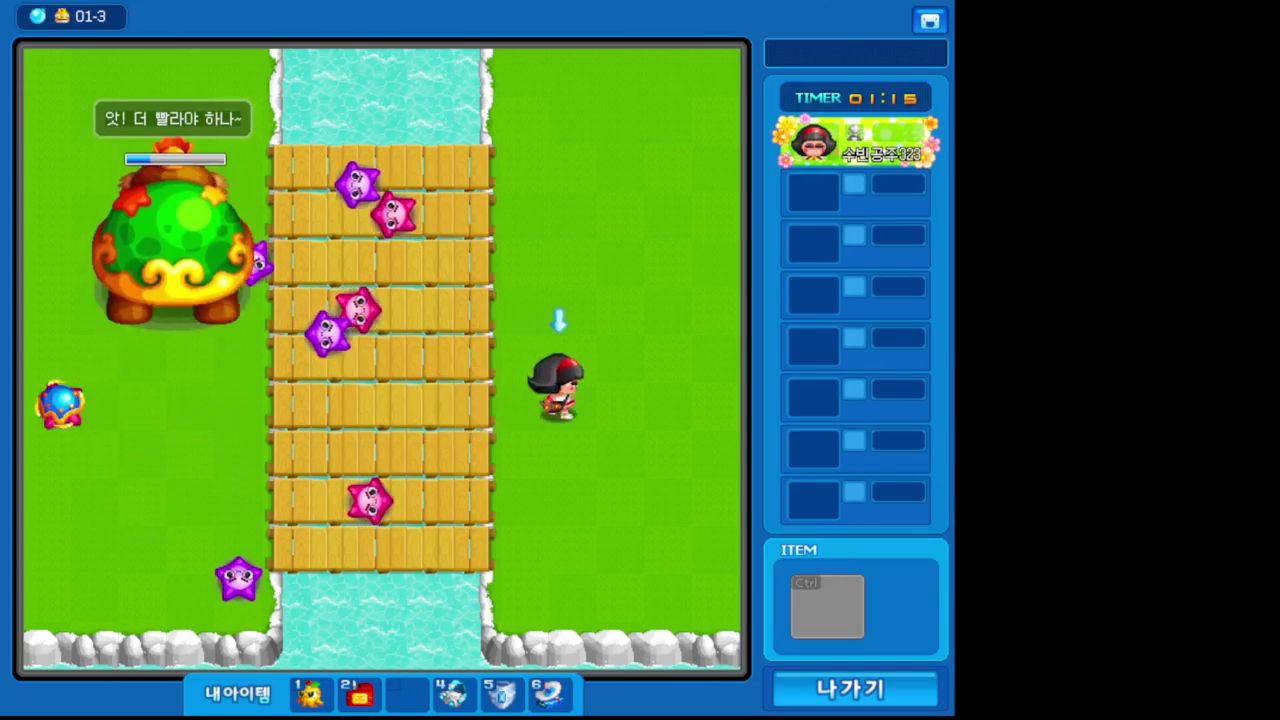 01-3
앗! 더 빨라야 하나~
TIMER 01:15
수빈공주323
ITEM
Ctrl
내아이템
1
2
4
5
6
나가기